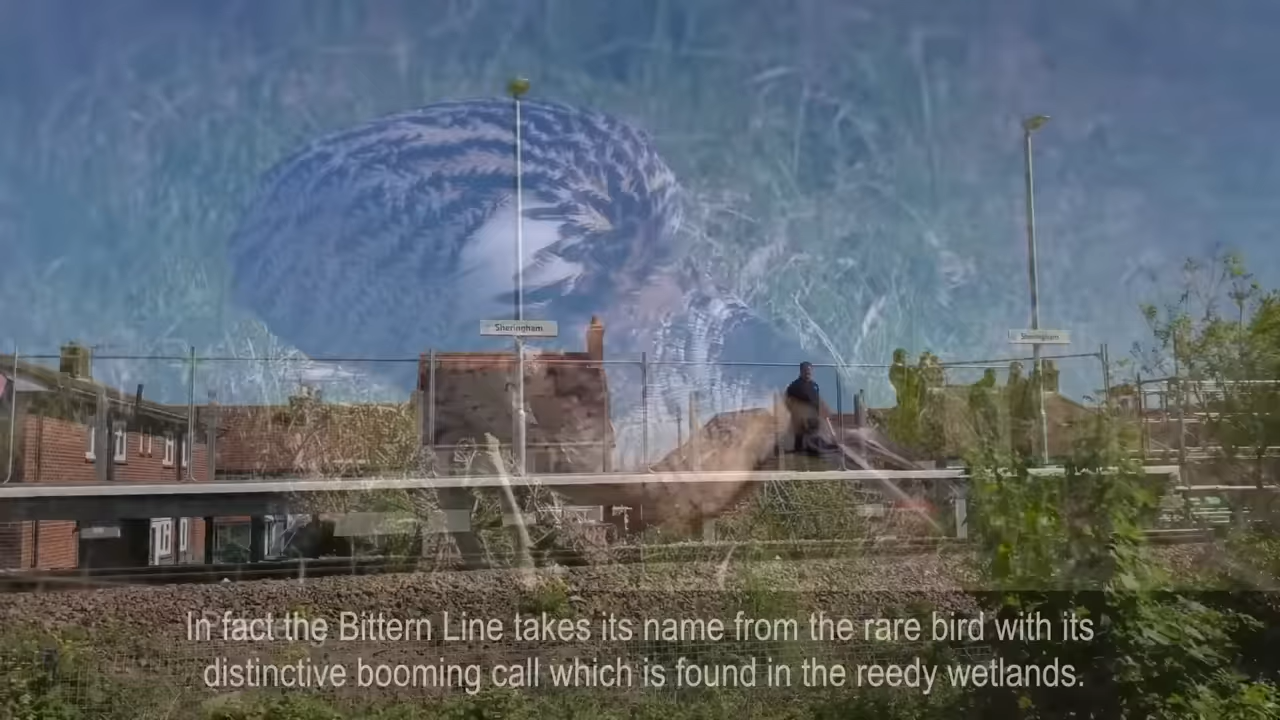 Sheringham
Sheringham
In fact the Bittern Line takes its name from the rare bird with its
distinctive booming call which is found in the reedy wetlands.